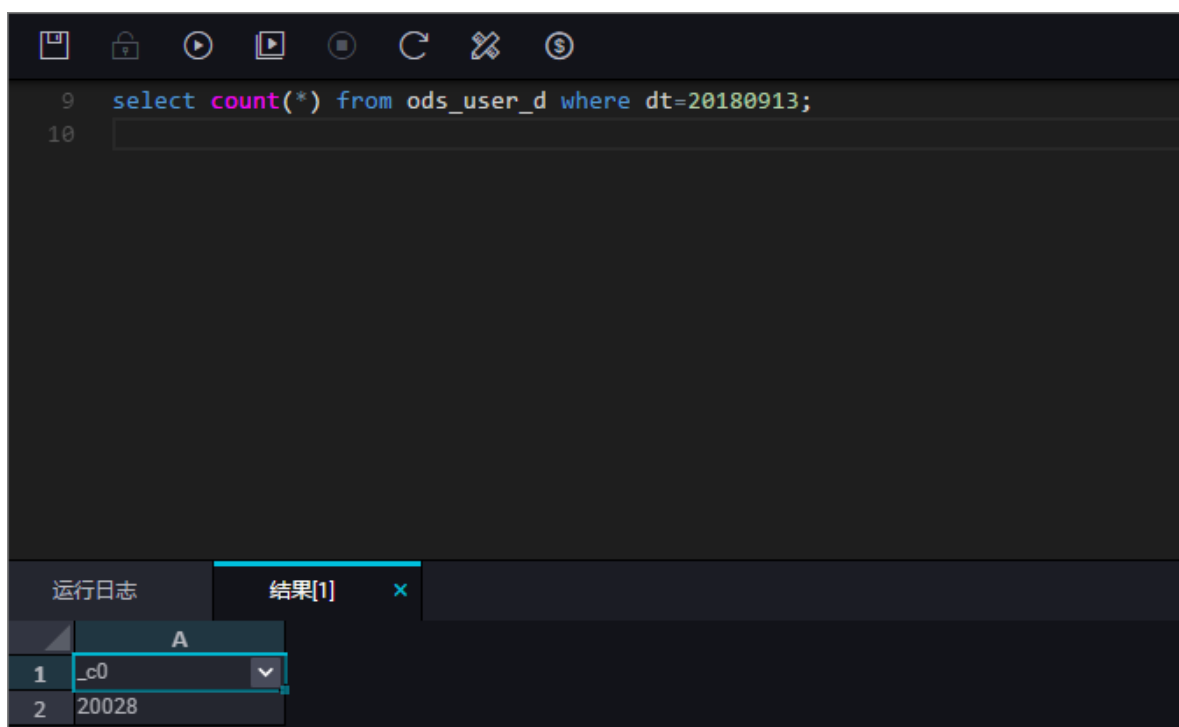 9 select count(*) from ods_user_d where dt=20180913;
10
运行日志 结果[1] ×
A
1 _c0
2 20028